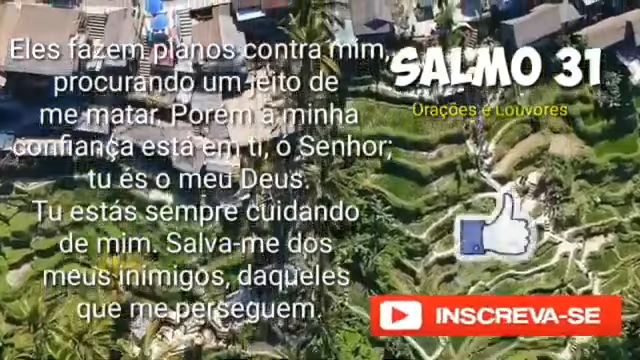 Eles fazem planos contra mim,
procurando um jeito de
me matar. Porém a minha
confiança está em ti, ó Senhor;
tu és o meu Deus.
Tu estás sempre cuidando
de mim. Salva-me dos
meus inimigos, daqueles
que me perseguem.
SALMO 31
Orações e Louvores
INSCREVA-SE